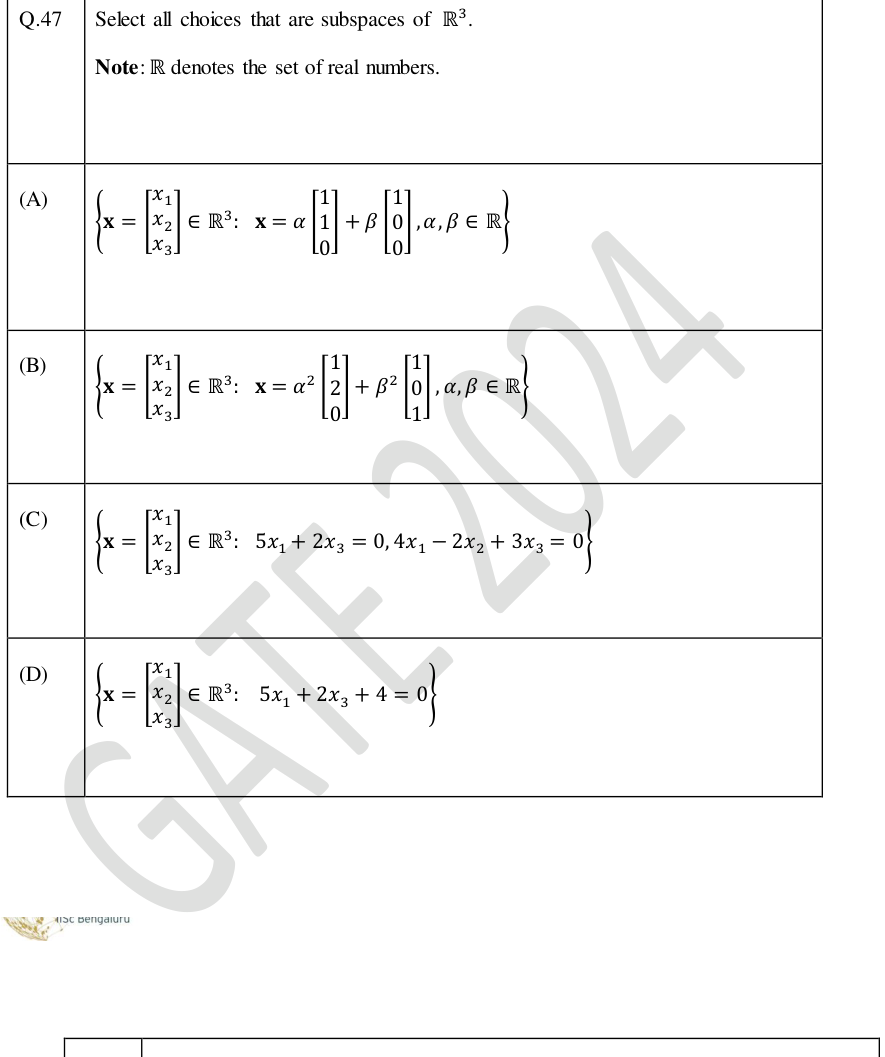 Q.47 Select all choices that are subspaces of ℝ³.
Note: ℝ denotes the set of real numbers.
(A) {𝐱 = [x₁ x₂ x₃] ∈ ℝ³: 𝐱 = α [1 1 0] + β [1 0 0], α, β ∈ ℝ}
(B) {𝐱 = [x₁ x₂ x₃] ∈ ℝ³: 𝐱 = α² [1 2 0] + β² [1 0 1], α, β ∈ ℝ}
(C) {𝐱 = [x₁ x₂ x₃] ∈ ℝ³: 5x₁ + 2x₃ = 0, 4x₁ − 2x₂ + 3x₃ = 0}
(D) {𝐱 = [x₁ x₂ x₃] ∈ ℝ³: 5x₁ + 2x₃ + 4 = 0}
GATE 2024
IISc Bengaluru